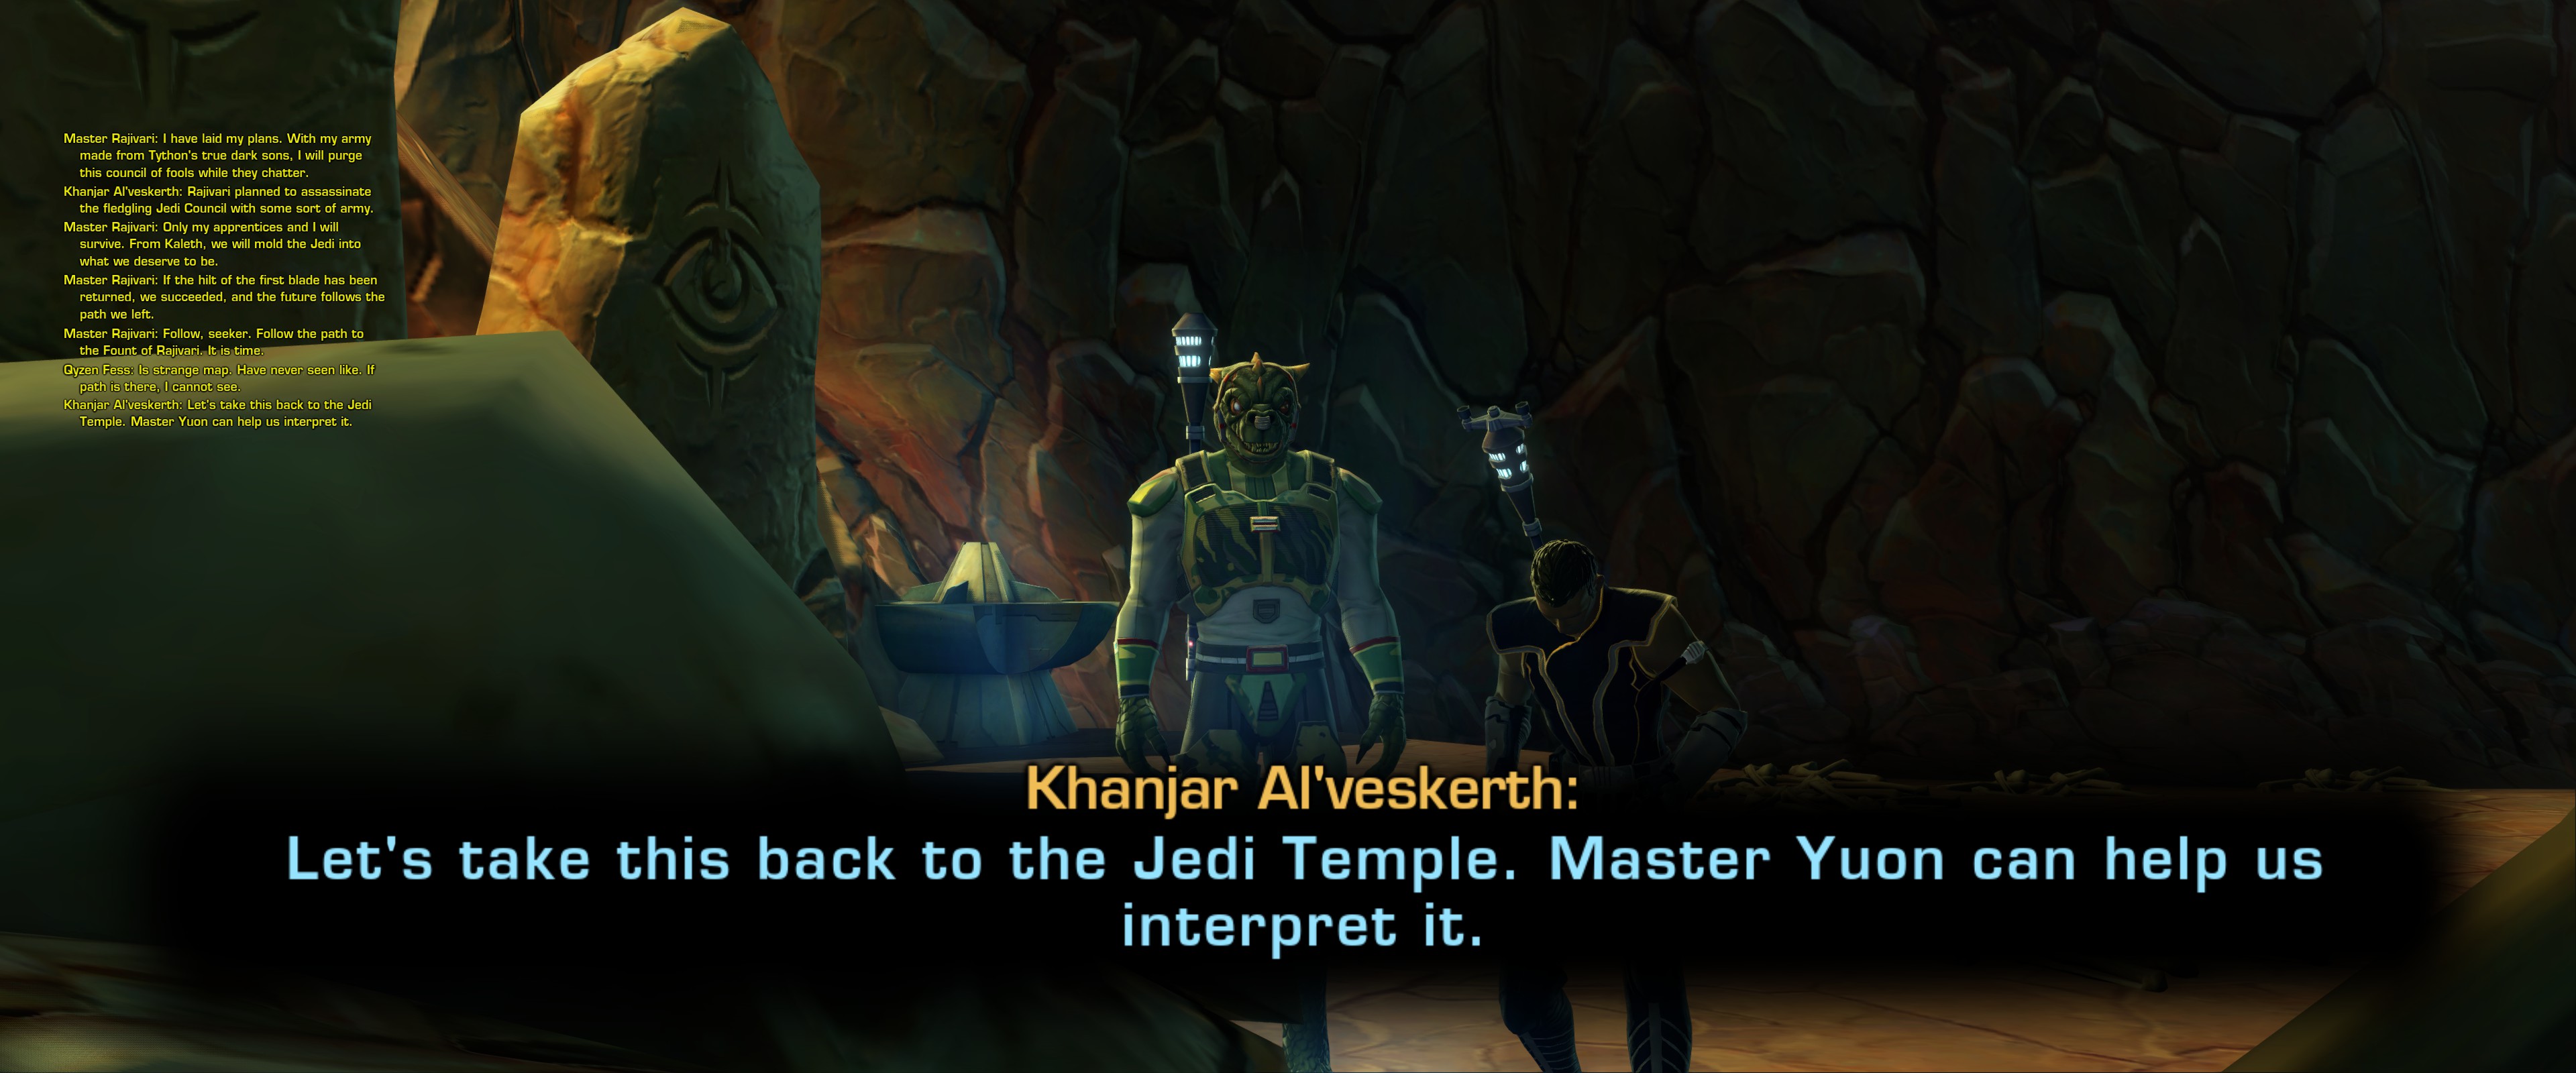 Master Rajivari: I have laid my plans. With my army
made from Tython's true dark sons, I will purge
this council of fools while they chatter.
Khanjar Al'veskerth: Rajivari planned to assassinate
the fledgling Jedi Council with some sort of army.
Master Rajivari: Only my apprentices and I will
survive. From Kaleth, we will mold the Jedi into
what we deserve to be.
Master Rajivari: If the hilt of the first blade has been
returned, we succeeded, and the future follows the
path we left.
Master Rajivari: Follow, seeker. Follow the path to
the Fount of Rajivari. It is time.
Qyzen Fess: Is strange map. Have never seen like. If
path is there, I cannot see.
Khanjar Al'veskerth: Let's take this back to the Jedi
Temple. Master Yuon can help us interpret it.
Khanjar Al'veskerth:
Let's take this back to the Jedi Temple. Master Yuon can help us
interpret it.